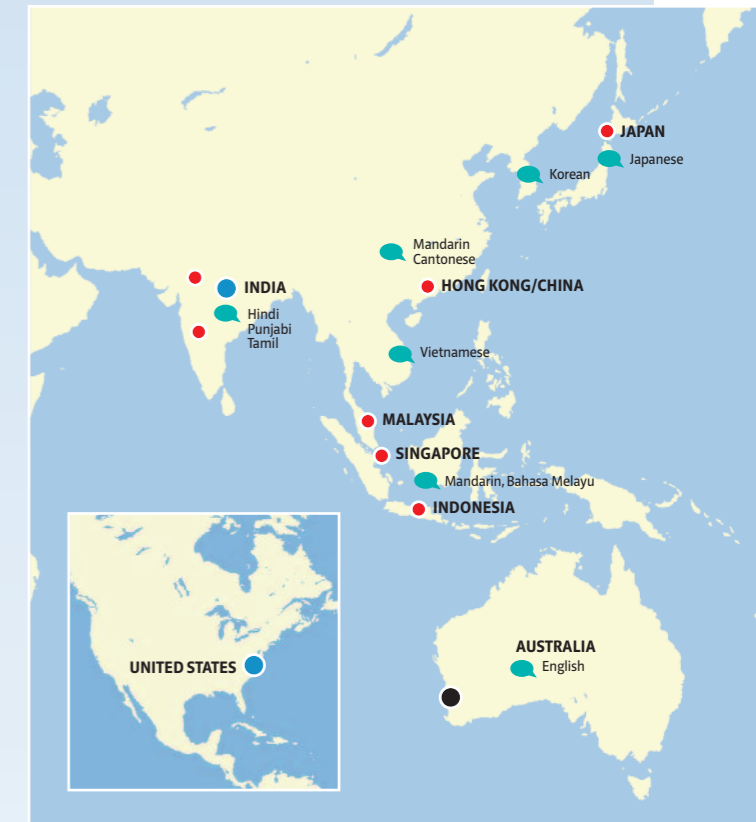 JAPAN
Japanese
Korean
Mandarin
Cantonese
HONG KONG/CHINA
INDIA
Hindi
Punjabi
Tamil
Vietnamese
MALAYSIA
SINGAPORE
Mandarin, Bahasa Melayu
INDONESIA
UNITED STATES
AUSTRALIA
English